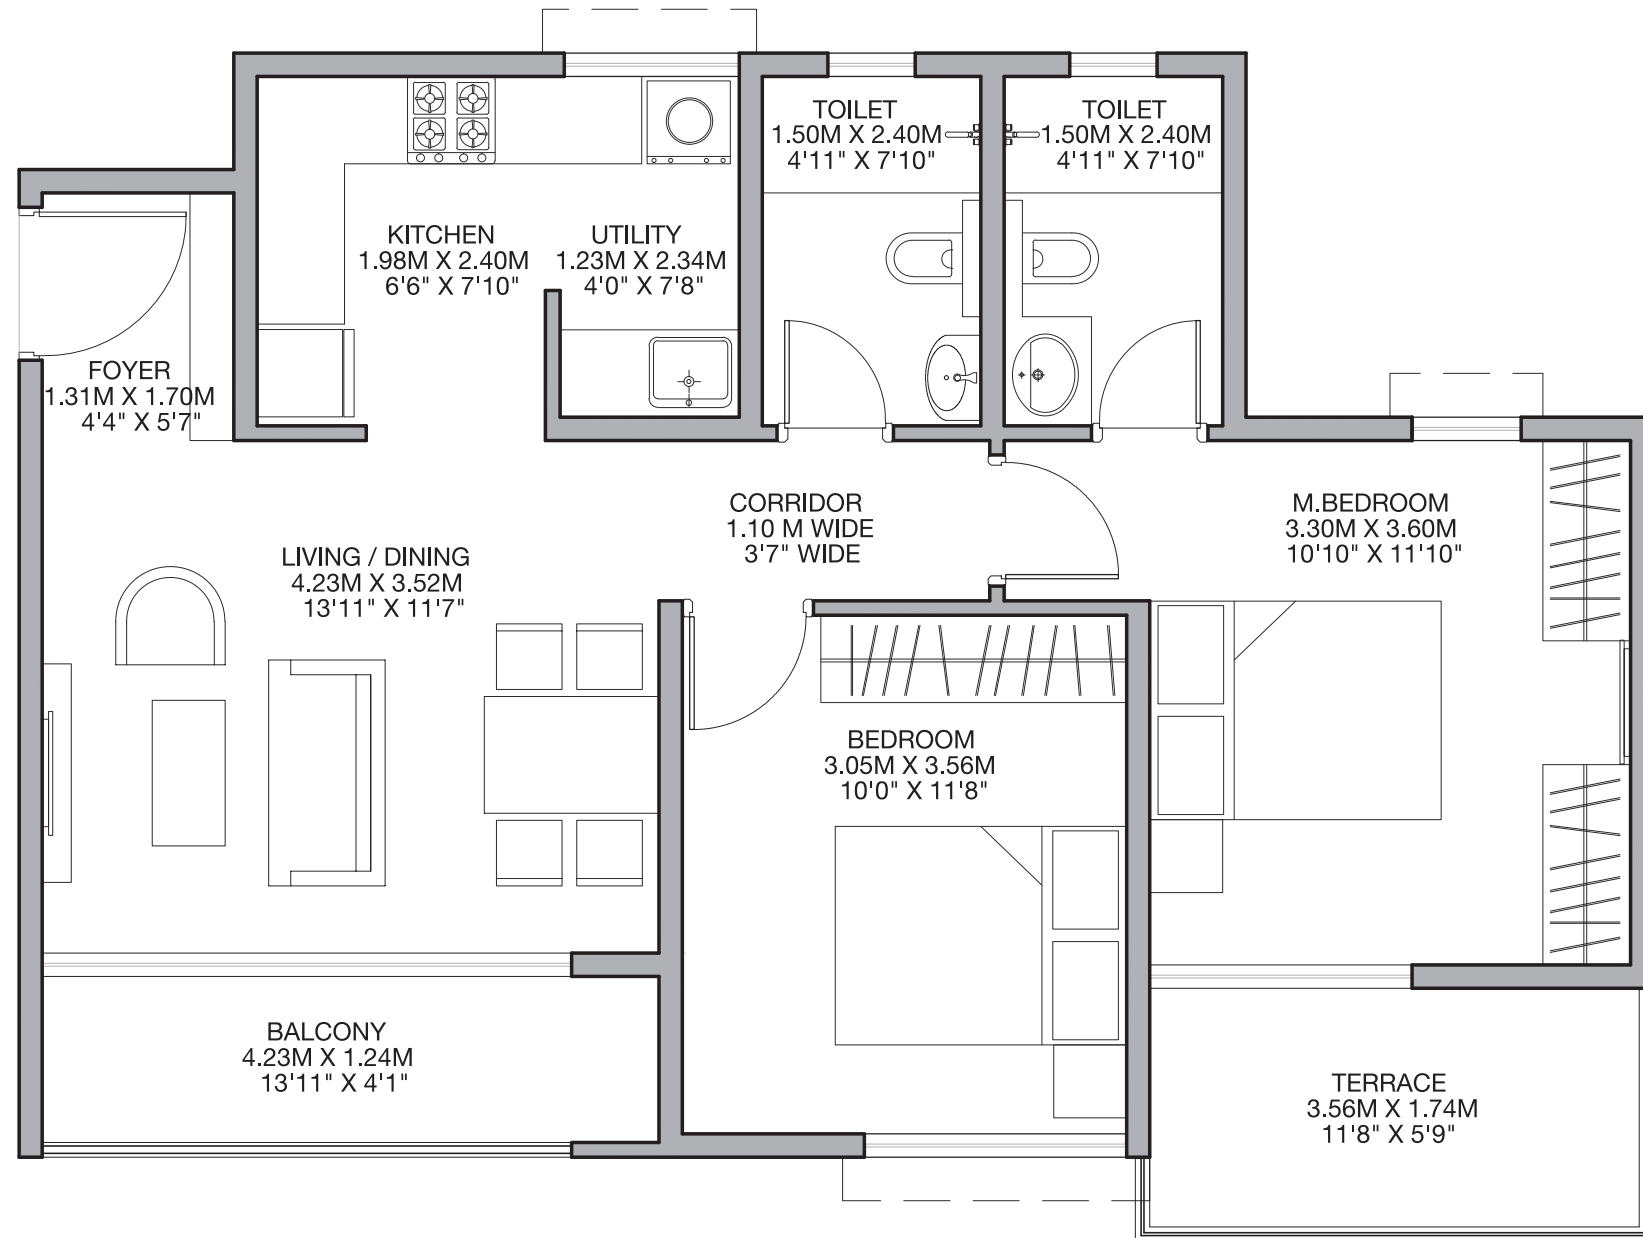 TOILET
1.50M X 2.40M
4'11" X 7'10"
TOILET
1.50M X 2.40M
4'11" X 7'10"
KITCHEN
1.98M X 2.40M
6'6" X 7'10"
UTILITY
1.23M X 2.34M
4'0" X 7'8"
FOYER
1.31M X 1.70M
4'4" X 5'7"
CORRIDOR
1.10 M WIDE
3'7" WIDE
M.BEDROOM
3.30M X 3.60M
10'10" X 11'10"
LIVING / DINING
4.23M X 3.52M
13'11" X 11'7"
BEDROOM
3.05M X 3.56M
10'0" X 11'8"
BALCONY
4.23M X 1.24M
13'11" X 4'1"
TERRACE
3.56M X 1.74M
11'8" X 5'9"